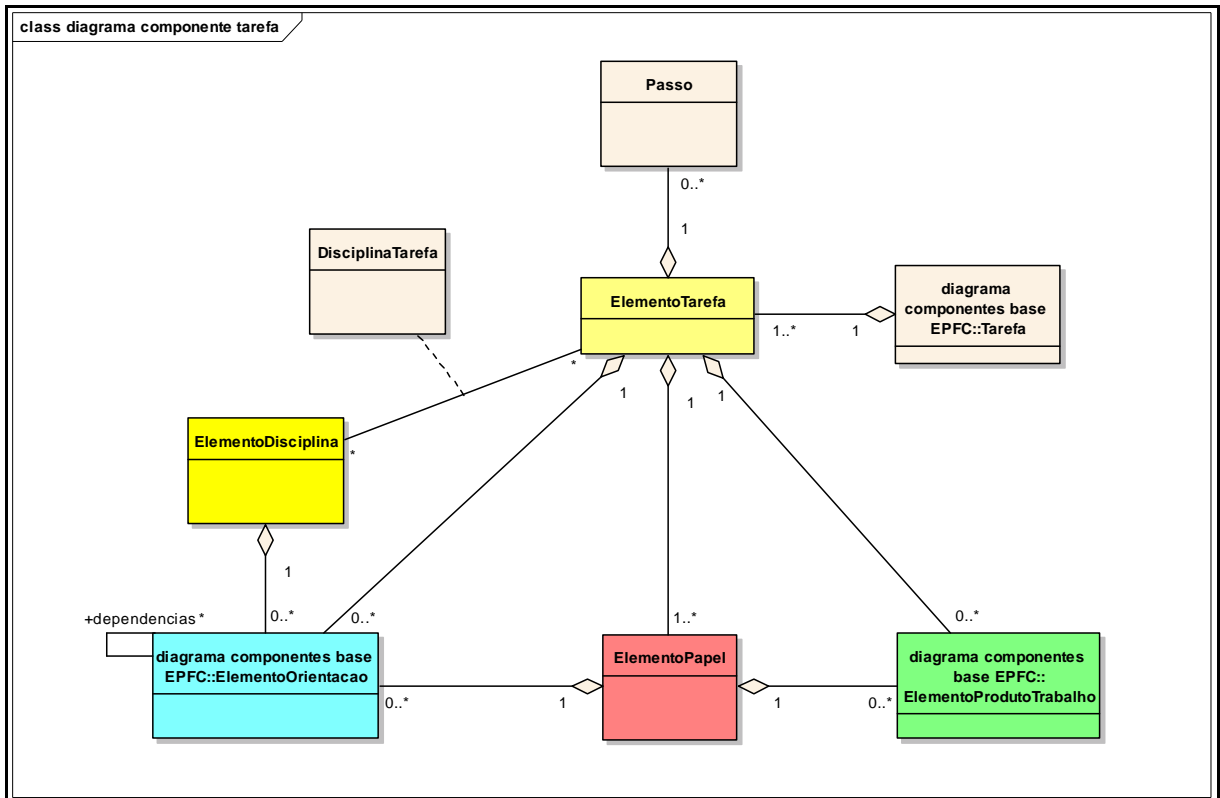 class diagrama componente tarefa
Passo
0..*
1
DisciplinaTarefa
ElementoTarefa
diagrama
componentes base
EPFC::Tarefa
1..*
1
*
1
1
1
ElementoDisciplina
*
1
+dependencias *
0..*
0..*
1..*
0..*
diagrama componentes base
EPFC::ElementoOrientacao
ElementoPapel
diagrama componentes
base EPFC::
ElementoProdutoTrabalho
0..*
1
1
0..*